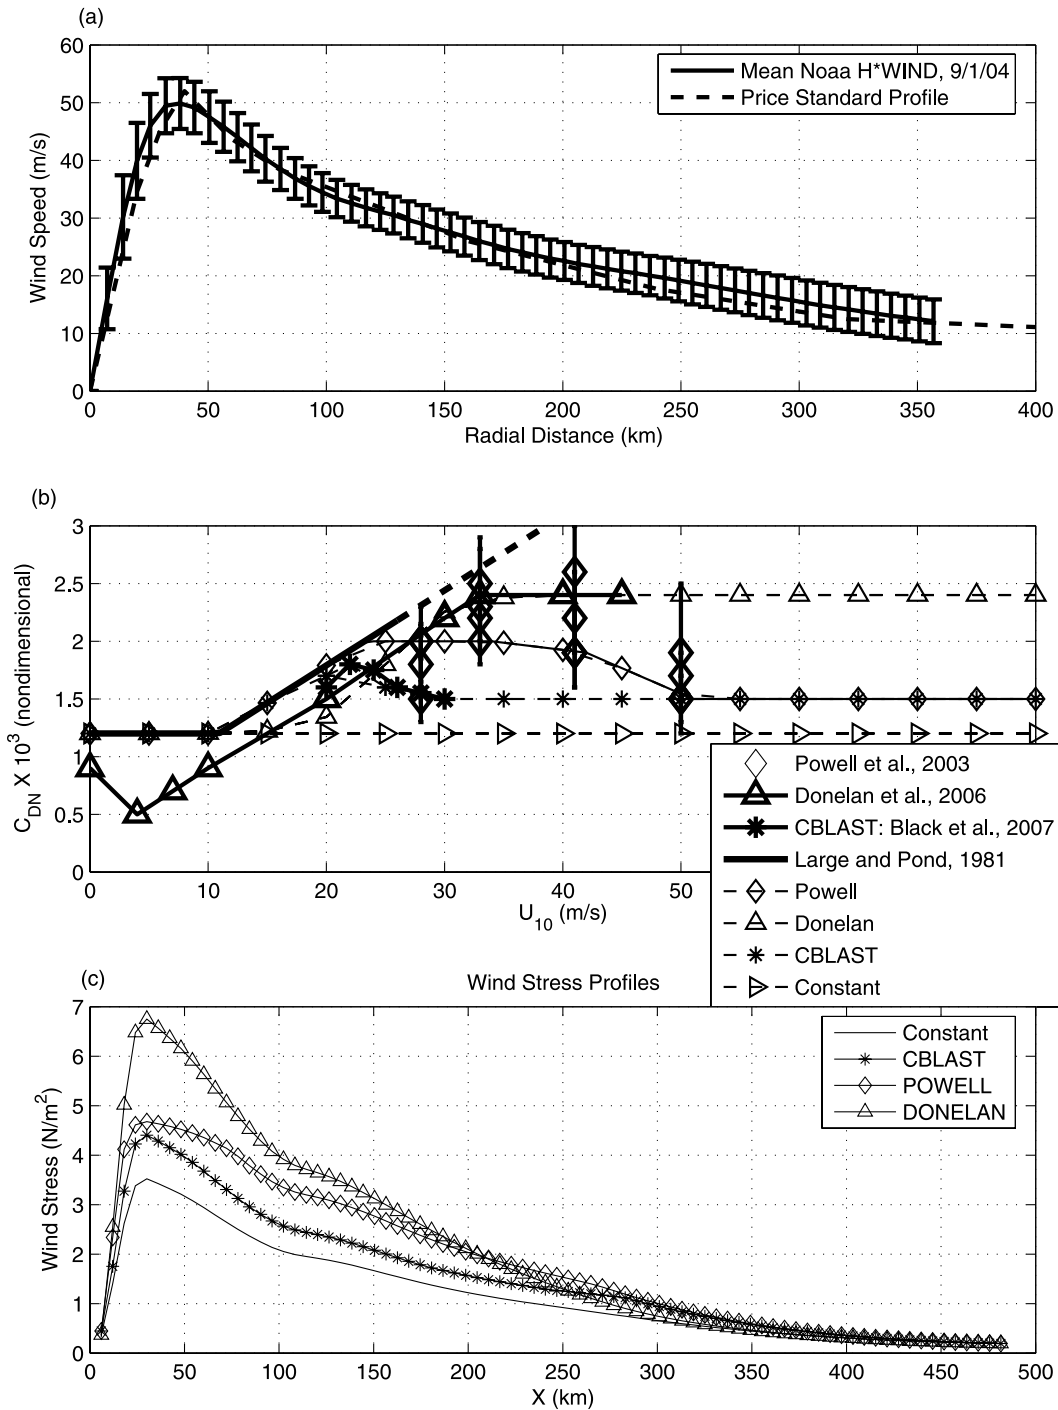 (a)
60
50
40
30
20
10
0
Wind Speed (m/s)
Mean Noaa H*WIND, 9/1/04
Price Standard Profile
0 50 100 150 200 250 300 350 400
Radial Distance (km)
(b)
3
2.5
2
1.5
1
0.5
0
C_DN X 10^3 (nondimensional)
0 10 20 30 40 50
U_10 (m/s)
Powell et al., 2003
Donelan et al., 2006
CBLAST: Black et al., 2007
Large and Pond, 1981
Powell
Donelan
CBLAST
Constant
(c)
Wind Stress Profiles
7
6
5
4
3
2
1
0
Wind Stress (N/m^2)
Constant
CBLAST
POWELL
DONELAN
0 50 100 150 200 250 300 350 400 450 500
X (km)